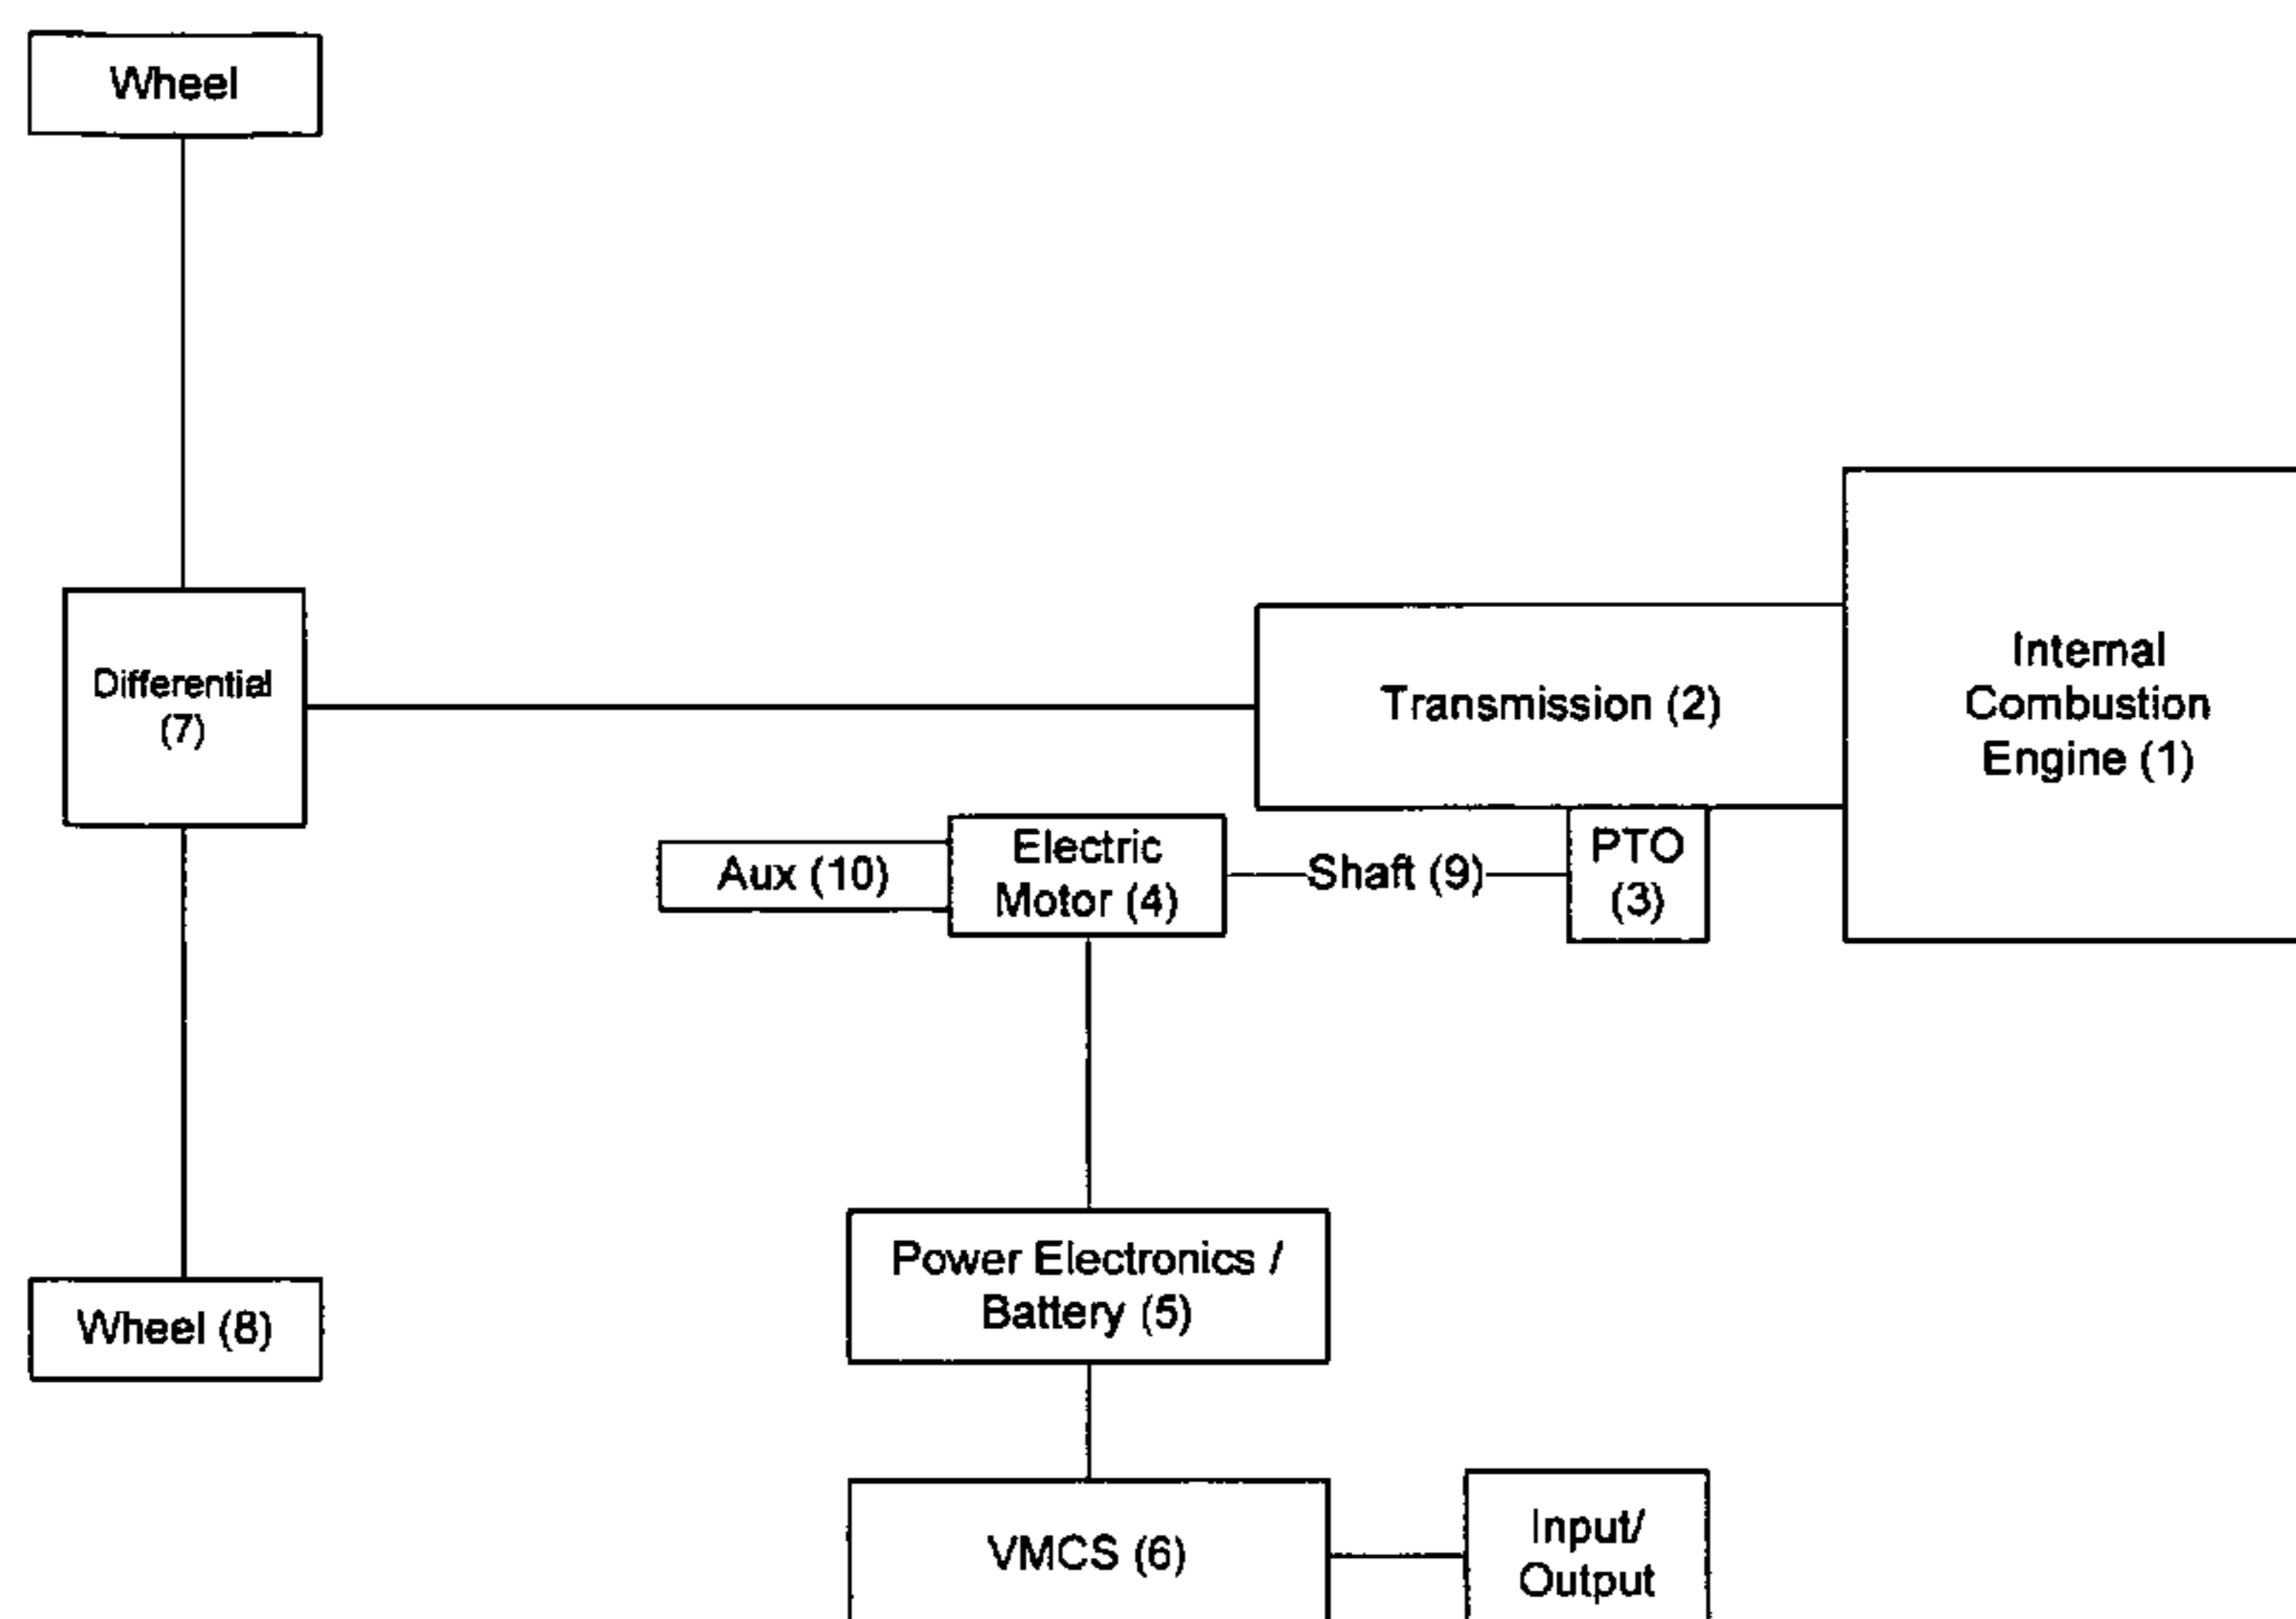 Wheel
Internal
Combustion
Engine (1)
Differential
(7)
Transmission (2)
Electric
Motor (4)
Aux (10)
Shaft (9)
PTO
(3)
Power Electronics /
Battery (5)
Wheel (8)
VMCS (6)
Input/
Output